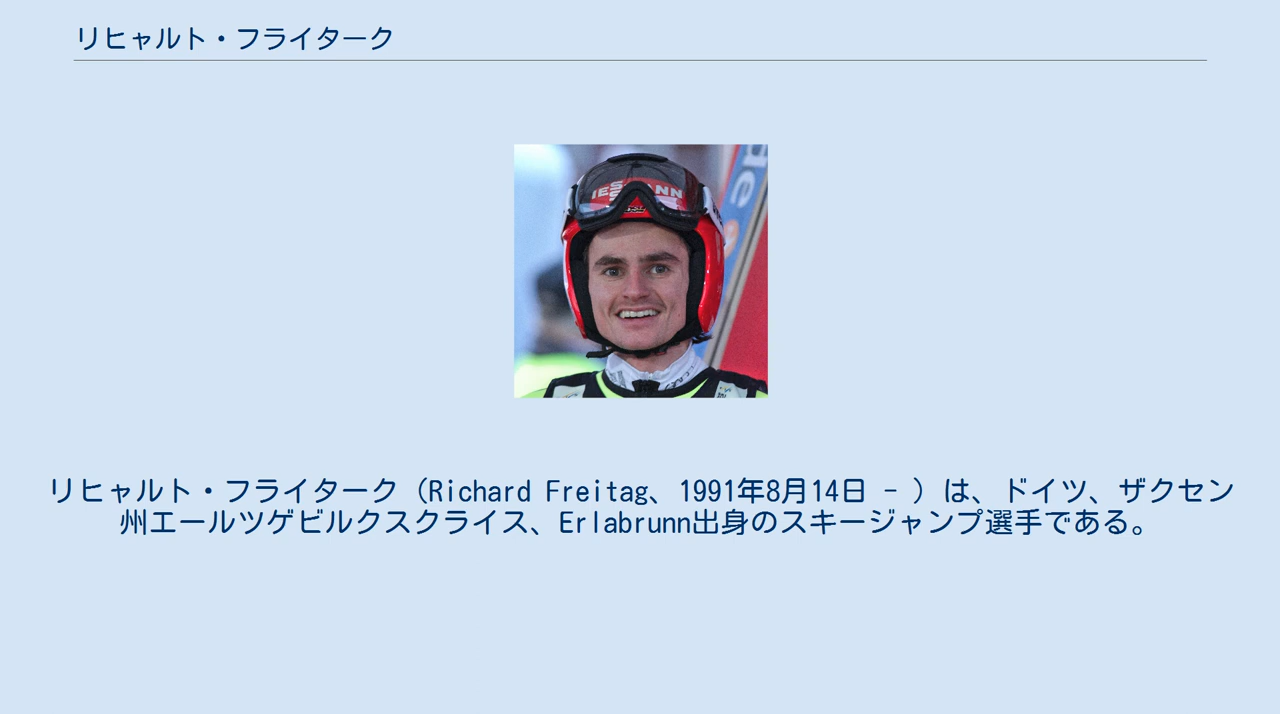 リヒャルト・フライターク
リヒャルト・フライターク（Richard Freitag、1991年8月14日 - ）は、ドイツ、ザクセン
州エールツゲビルクスクライス、Erlabrunn出身のスキージャンプ選手である。